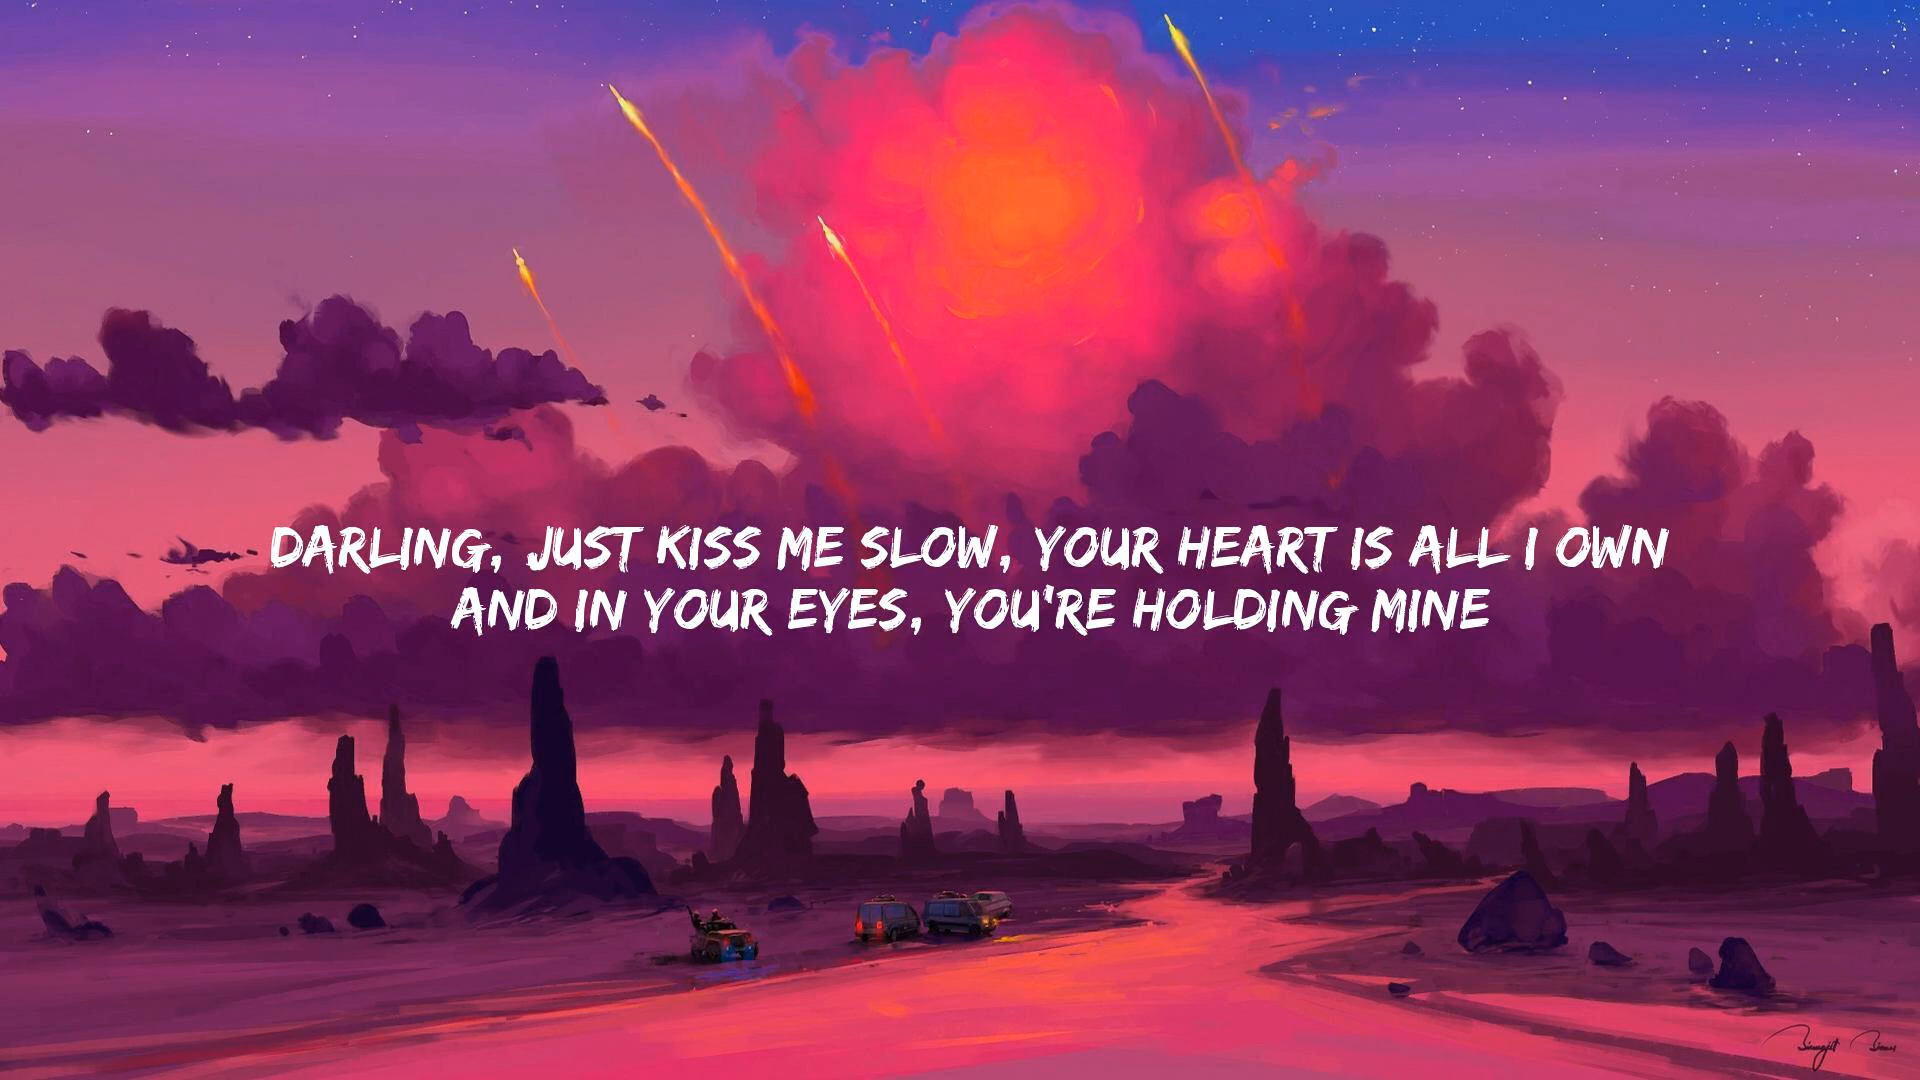 DARLING, JUST KISS ME SLOW, YOUR HEART IS ALL I OWN
AND IN YOUR EYES, YOU'RE HOLDING MINE